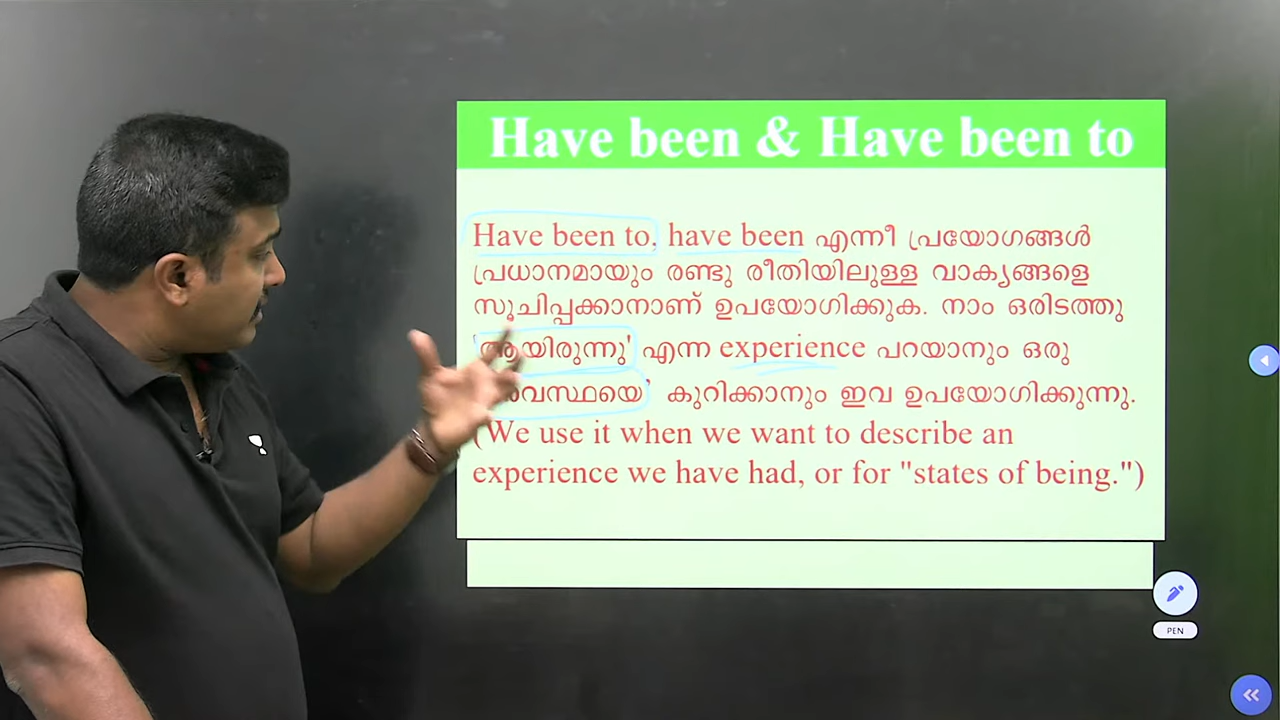 Have been & Have been to
Have been to, have been എന്നീ പ്രയോഗങ്ങൾ
പ്രധാനമായും രണ്ടു രീതിയിലുള്ള വാക്യങ്ങളെ
സൂചിപ്പക്കാനാണ് ഉപയോഗിക്കുക. നാം ഒരിടത്തു
'ആയിരുന്നു' എന്ന experience പറയാനും ഒരു
കുറിക്കാനും ഇവ ഉപയോഗിക്കുന്നു.
(We use it when we want to describe an
experience we have had, or for "states of being.")
PEN